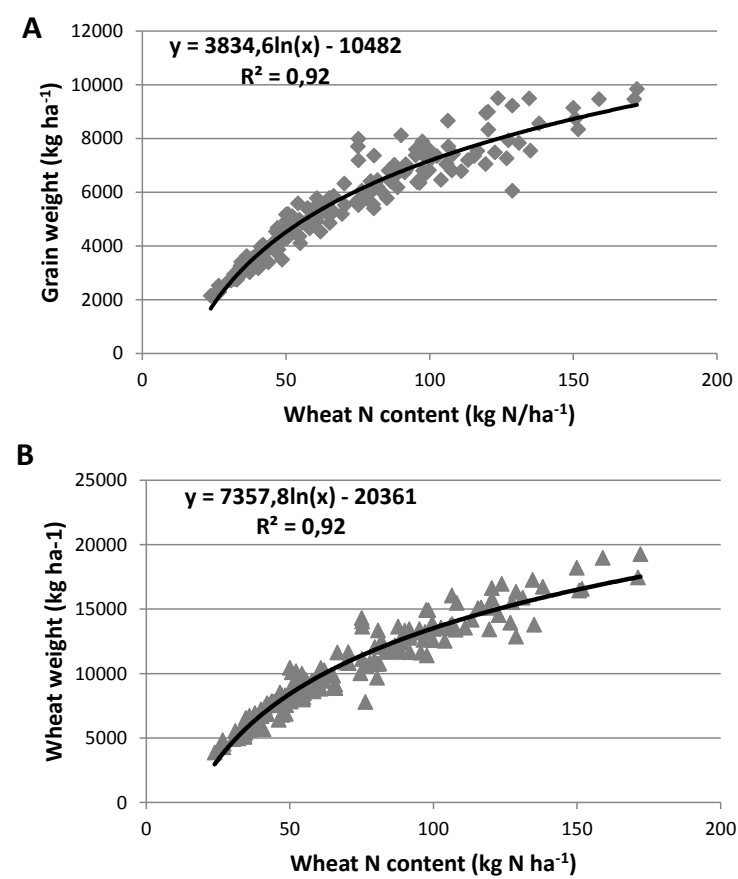 A
y = 3834,6ln(x) - 10482
R² = 0,92
Grain weight (kg ha⁻¹)
12000
10000
8000
6000
4000
2000
0
0 50 100 150 200
Wheat N content (kg N/ha⁻¹)
B
y = 7357,8ln(x) - 20361
R² = 0,92
Wheat weight (kg ha-1)
25000
20000
15000
10000
5000
0
0 50 100 150 200
Wheat N content (kg N ha⁻¹)